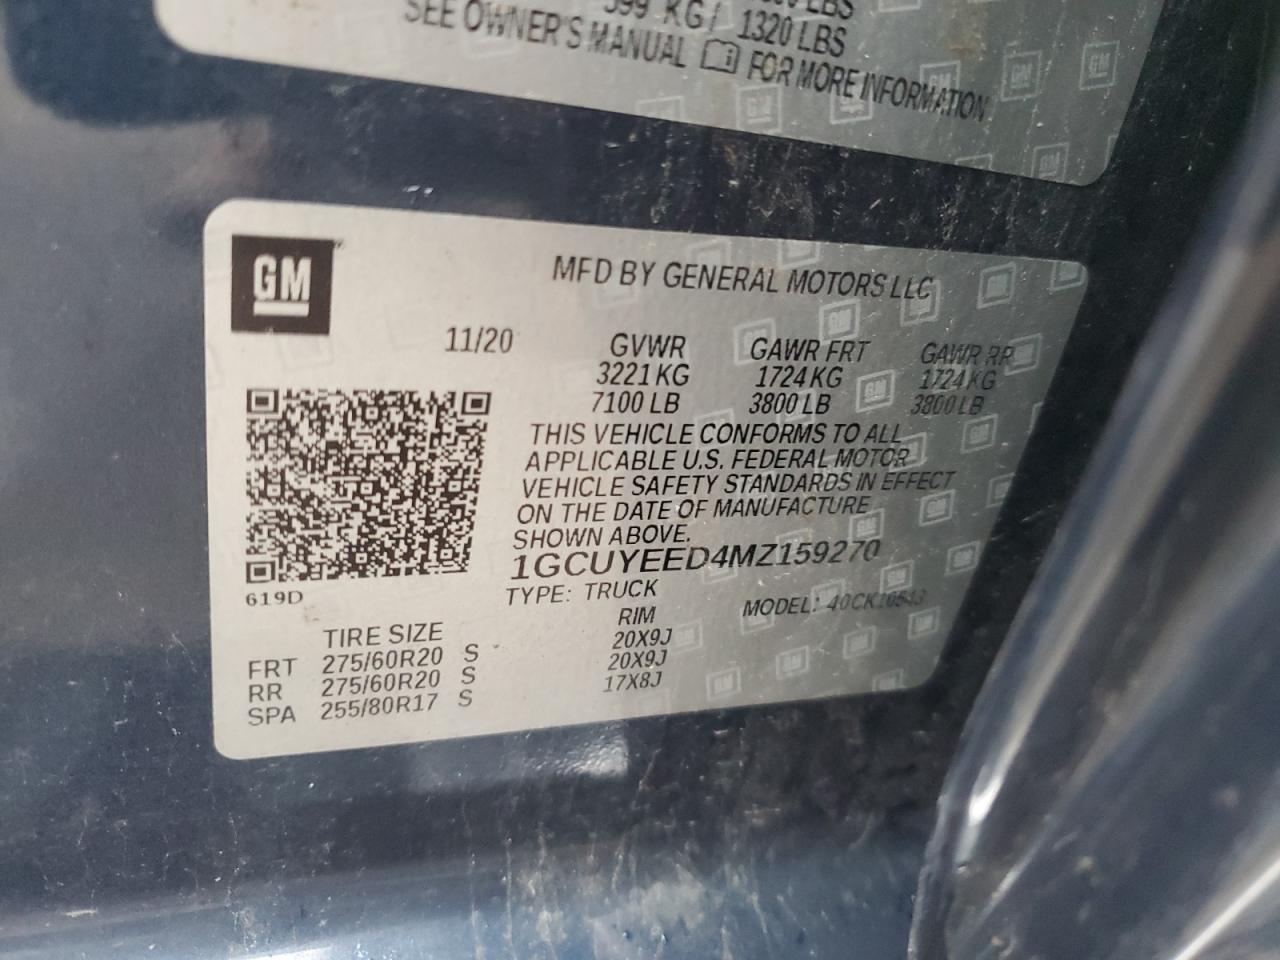 599 KG/ 1320 LBS
SEE OWNER'S MANUAL FOR MORE INFORMATION
GM
MFD BY GENERAL MOTORS LLC
11/20 GVWR GAWR FRT GAWR RR
3221 KG 1724 KG 1724 KG
7100 LB 3800 LB 3800 LB
THIS VEHICLE CONFORMS TO ALL
APPLICABLE U.S. FEDERAL MOTOR
VEHICLE SAFETY STANDARDS IN EFFECT
ON THE DATE OF MANUFACTURE
SHOWN ABOVE.
1GCUYEED4MZ159270
619D TYPE: TRUCK MODEL: 40CK10543
TIRE SIZE RIM
FRT 275/60R20 S 20X9J
RR 275/60R20 S 20X9J
SPA 255/80R17 S 17X8J